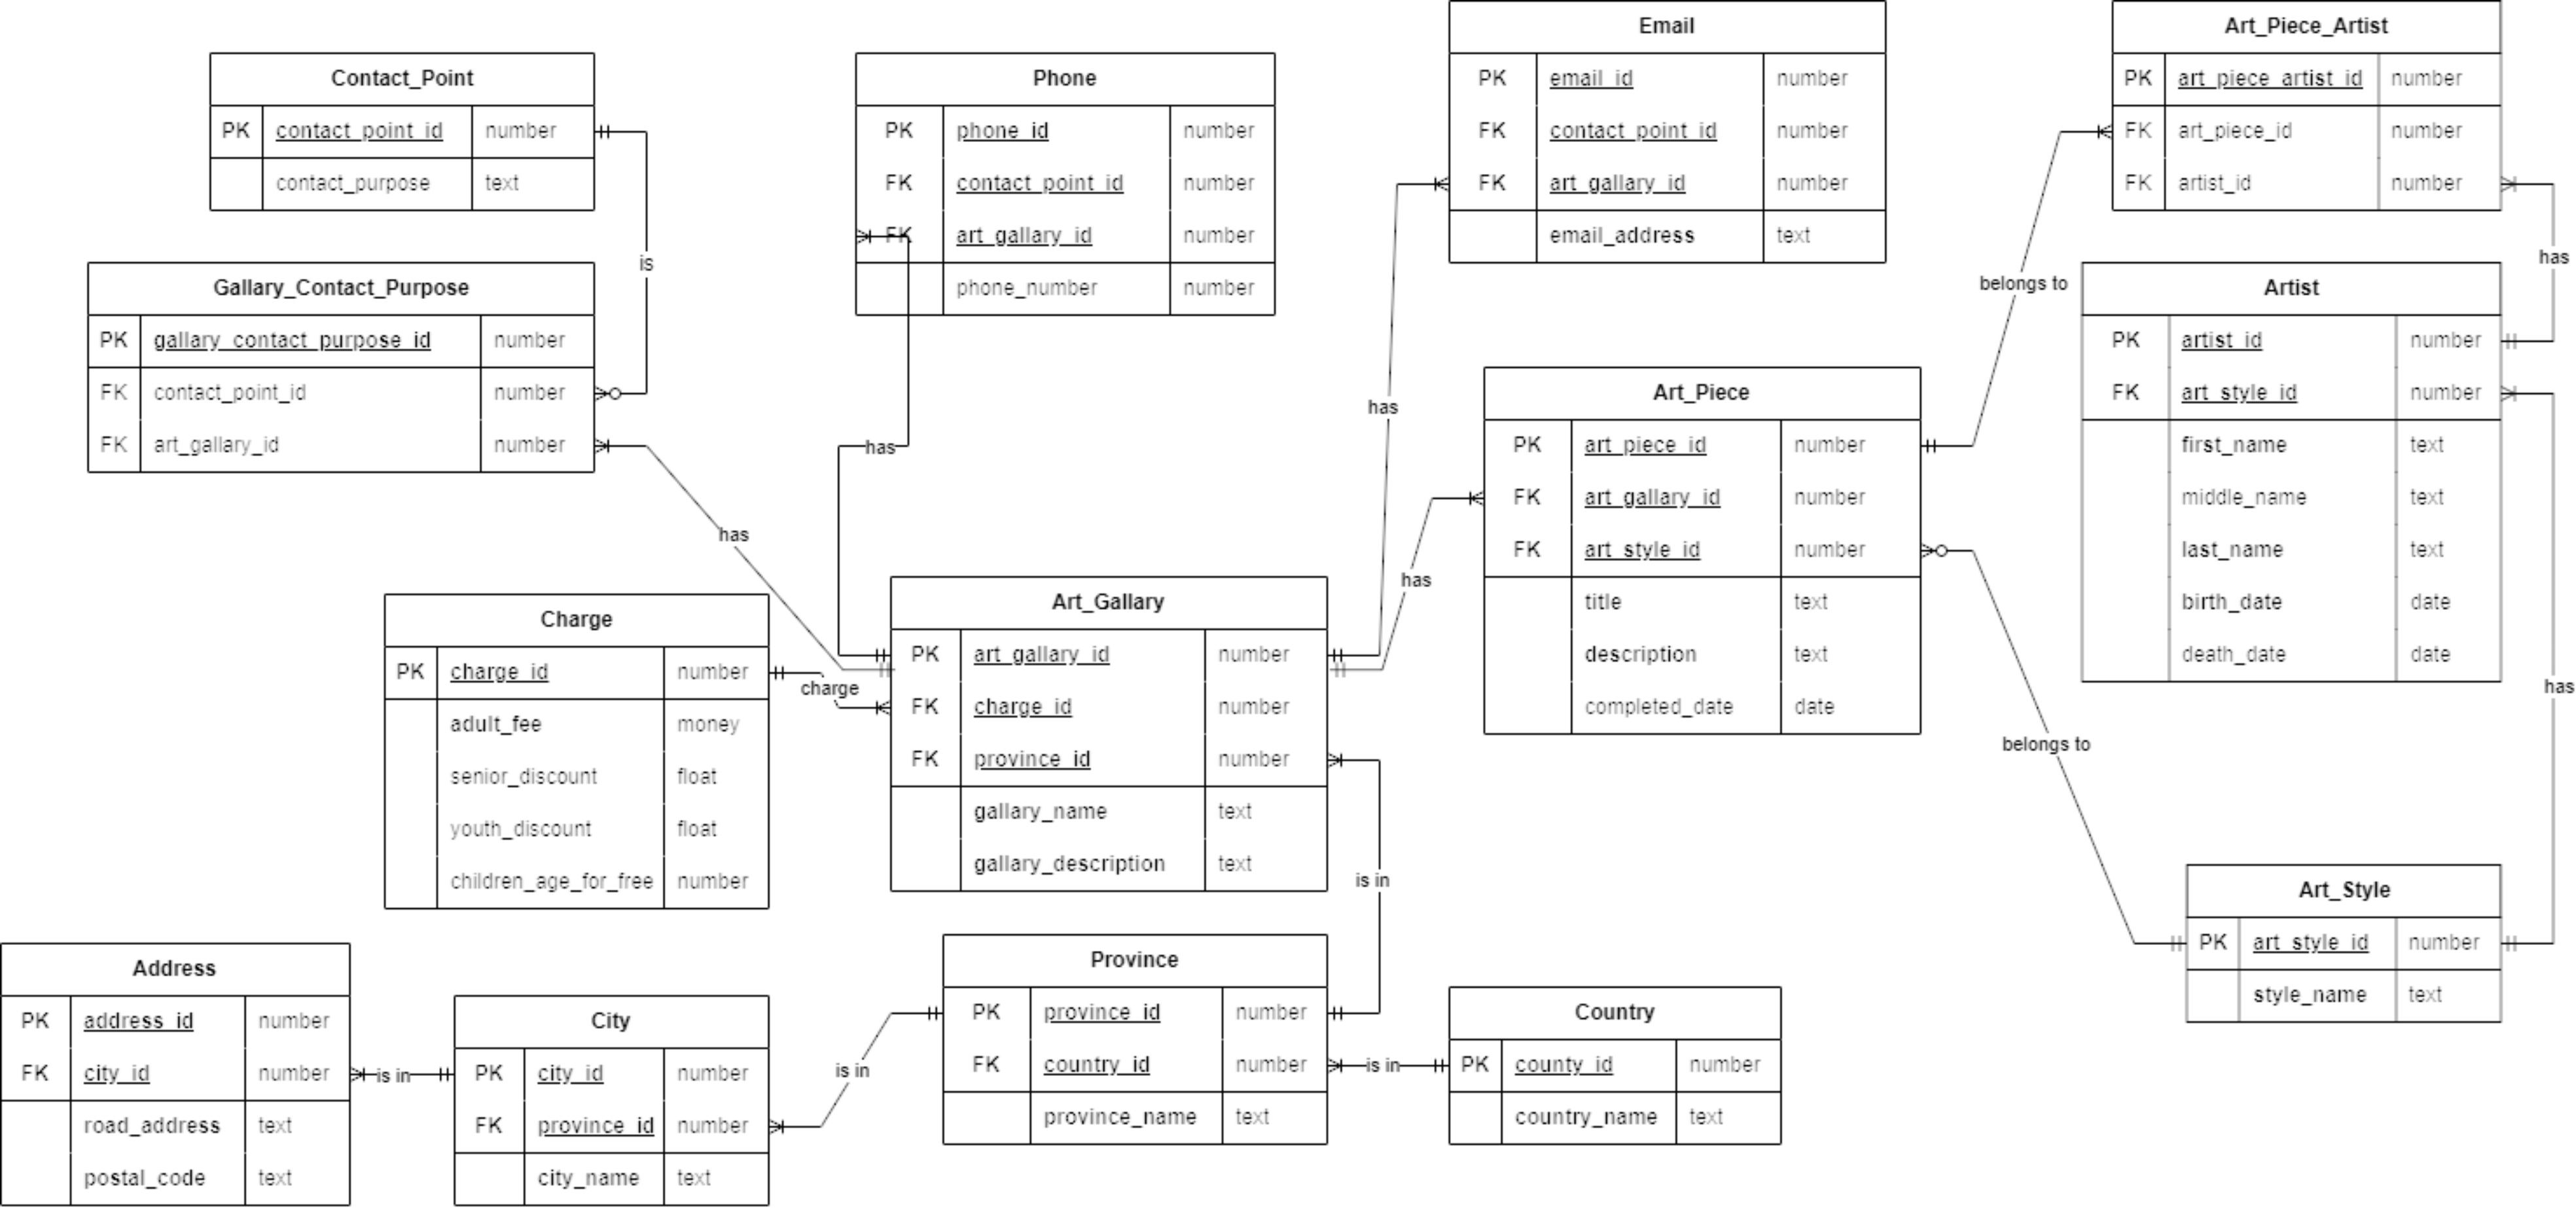 Contact_Point
PK contact_point_id number
contact_purpose text
is
Gallary_Contact_Purpose
PK gallary_contact_purpose_id number
FK contact_point_id number
FK art_gallary_id number
has
Phone
PK phone_id number
FK contact_point_id number
FK art_gallary_id number
phone_number number
has
Email
PK email_id number
FK contact_point_id number
FK art_gallary_id number
email_address text
has
Art_Piece_Artist
PK art_piece_artist_id number
FK art_piece_id number
FK artist_id number
has
belongs to
Artist
PK artist_id number
FK art_style_id number
first_name text
middle_name text
last_name text
birth_date date
death_date date
has
Art_Piece
PK art_piece_id number
FK art_gallary_id number
FK art_style_id number
title text
description text
completed_date date
has
belongs to
Charge
PK charge_id number
adult_fee money
senior_discount float
youth_discount float
children_age_for_free number
charge
Art_Gallary
PK art_gallary_id number
FK charge_id number
FK province_id number
gallary_name text
gallary_description text
is in
Art_Style
PK art_style_id number
style_name text
Address
PK address_id number
FK city_id number
road_address text
postal_code text
is in
City
PK city_id number
FK province_id number
city_name text
is in
Province
PK province_id number
FK country_id number
province_name text
is in
Country
PK county_id number
country_name text